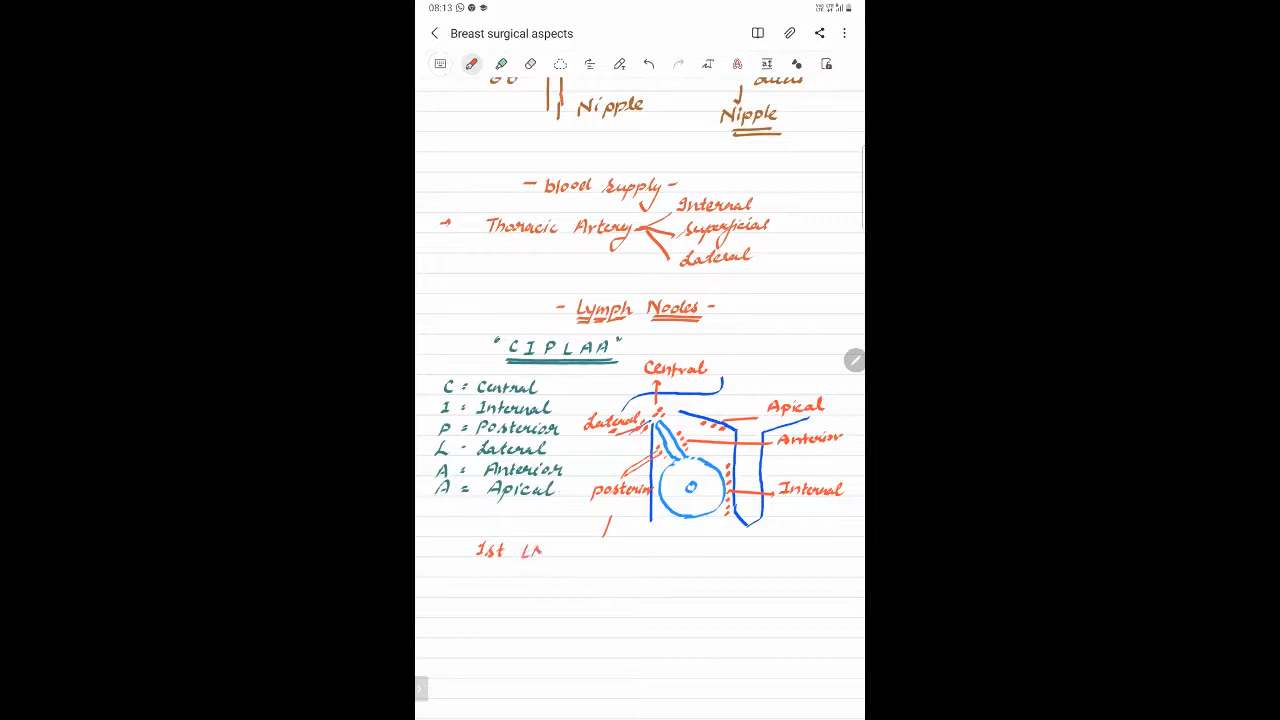 08:13
Breast surgical aspects
Nipple
Nipple
- blood supply -
→ Thoracic Artery
Internal
superficial
Lateral
- Lymph Nodes -
"CIPLAA"
C = Central
I = Internal
P = Posterior
L - Lateral
A = Anterior
A = Apical
Central
Lateral
Apical
Anterior
posterior
Internal
1st LN